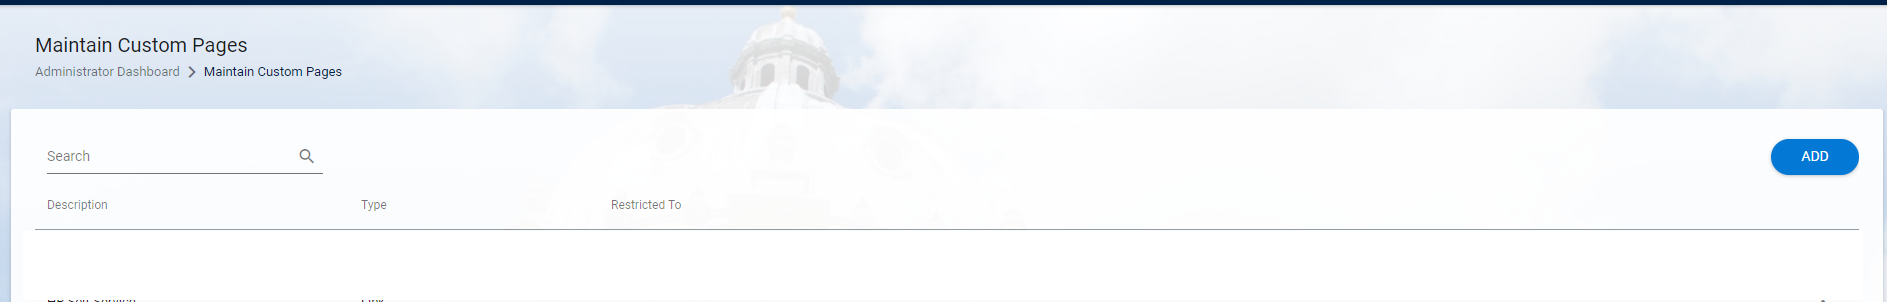 Maintain Custom Pages
Administrator Dashboard > Maintain Custom Pages
Search
ADD
Description Type Restricted To